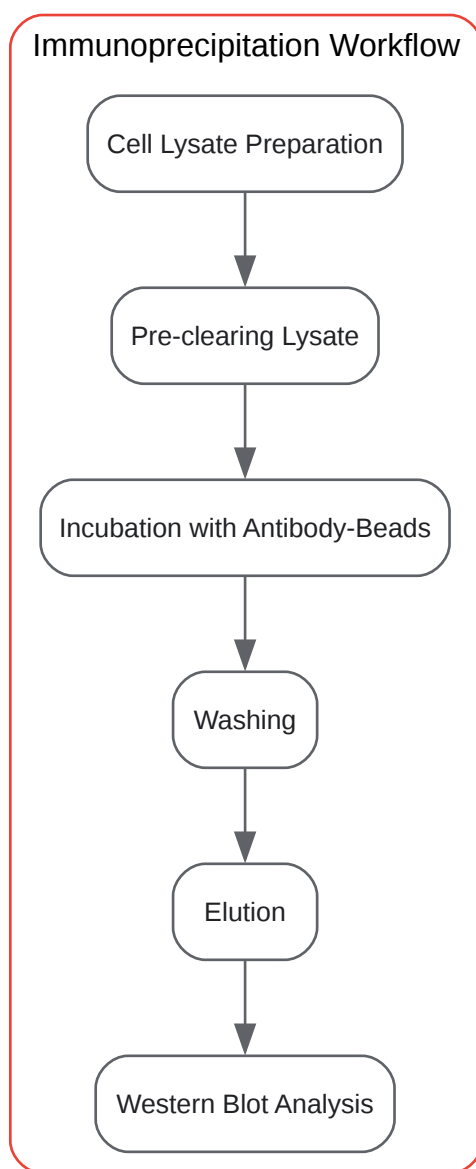 Immunoprecipitation Workflow
Cell Lysate Preparation
Pre-clearing Lysate
Incubation with Antibody-Beads
Washing
Elution
Western Blot Analysis